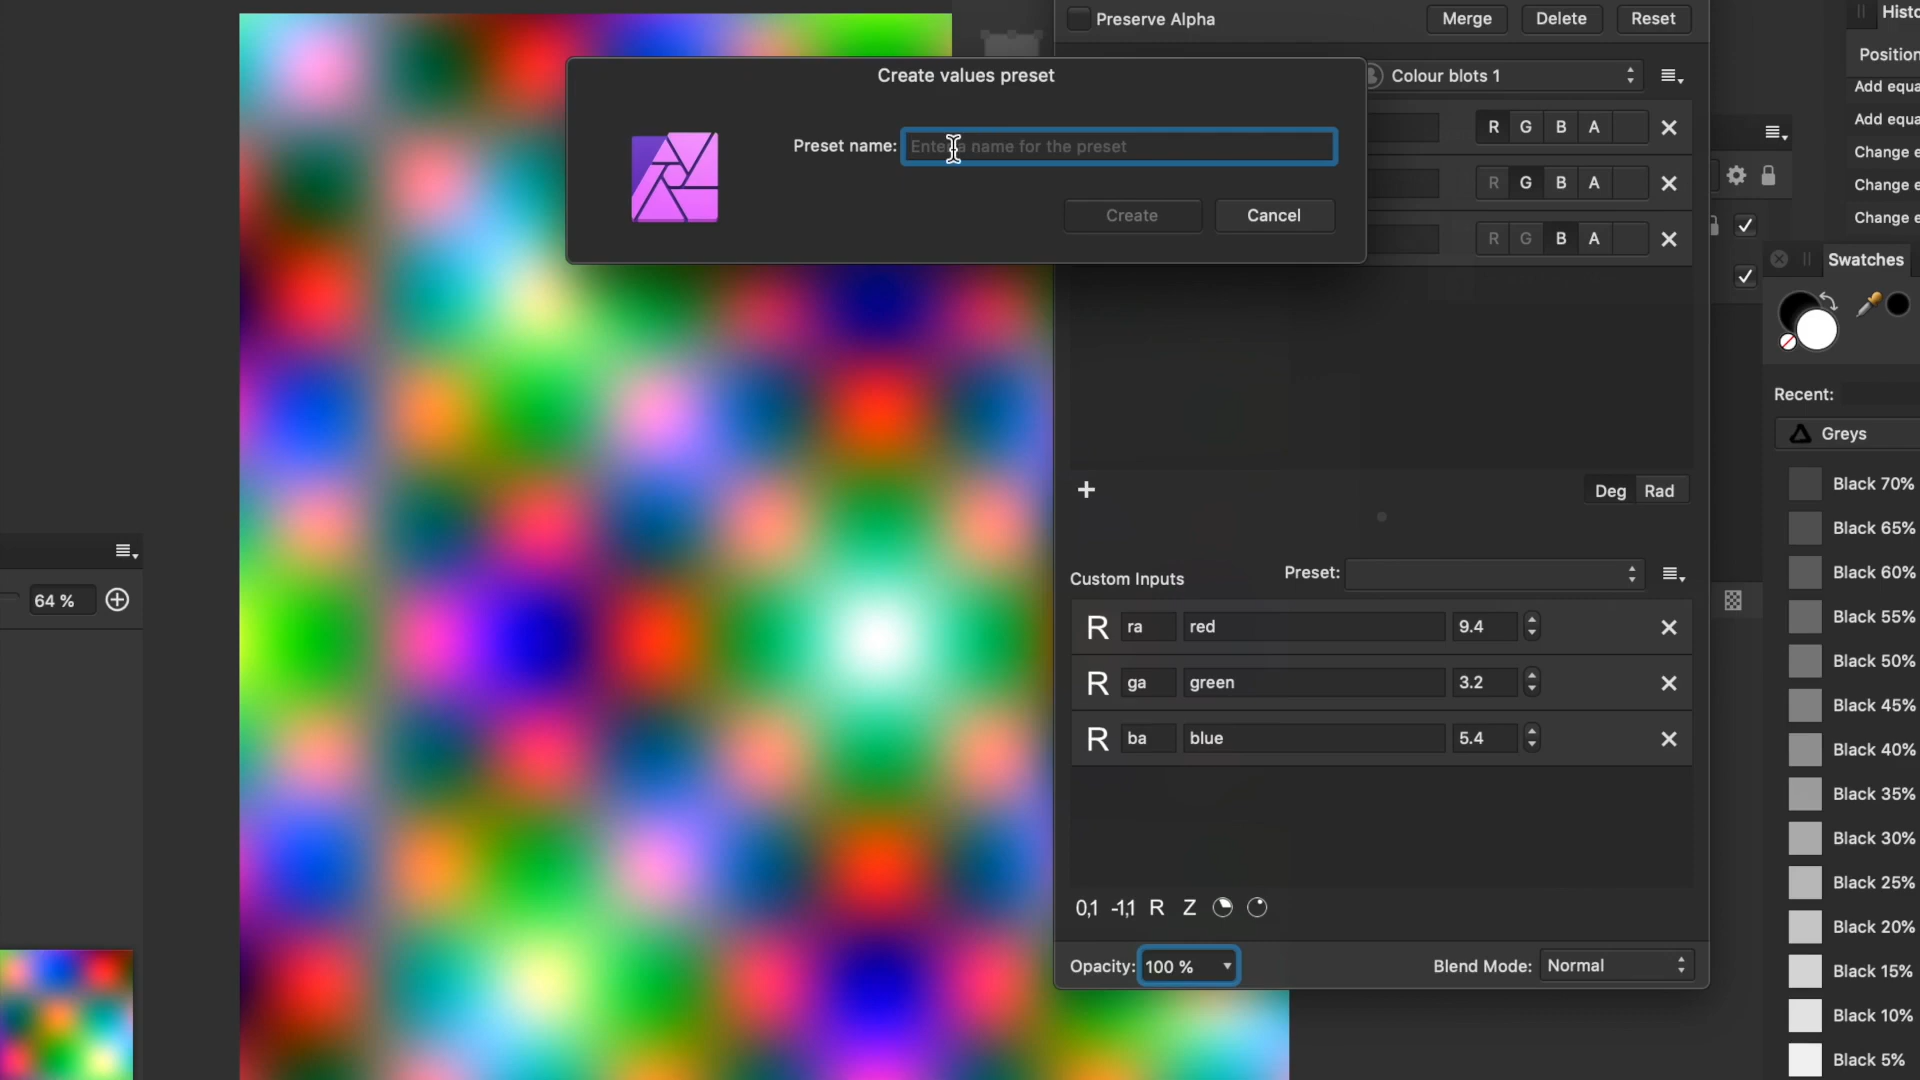 Preserve Alpha
Merge
Delete
Reset
Histo
Position
Create values preset
Colour blots 1
Preset name:
Enter a name for the preset
Create
Cancel
R G B A
R G B A
R G B A
Add equa
Add equa
Change e
Change e
Change e
Swatches
Recent:
Greys
Black 70%
Black 65%
Black 60%
Black 55%
Black 50%
Black 45%
Black 40%
Black 35%
Black 30%
Black 25%
Black 20%
Black 15%
Black 10%
Black 5%
Deg Rad
64 %
Custom Inputs
Preset:
R ra red 9.4
R ga green 3.2
R ba blue 5.4
0,1 -1,1 R Z
Opacity: 100 %
Blend Mode: Normal